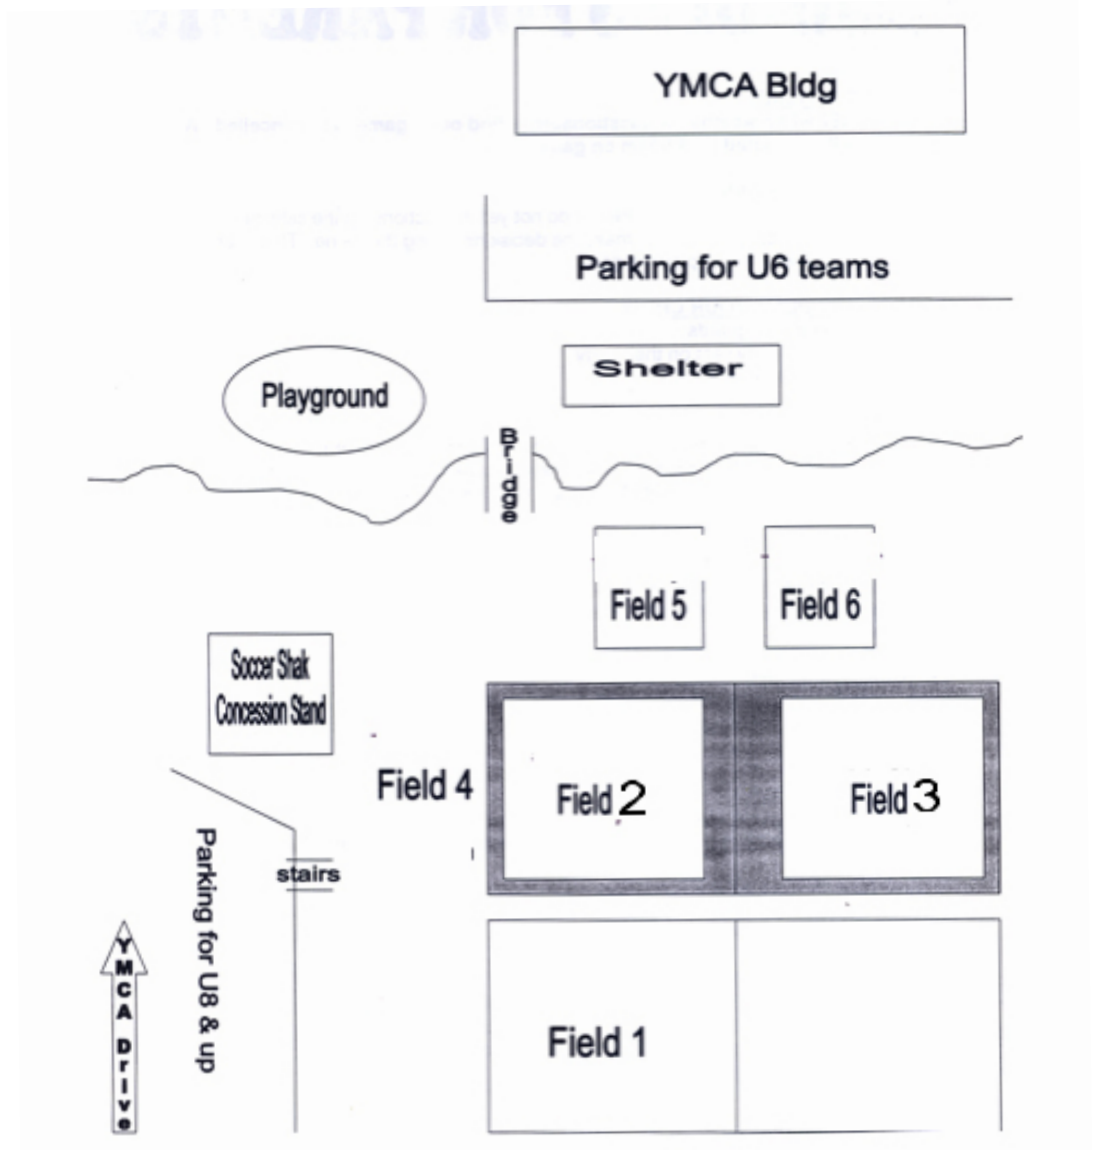 YMCA Bldg
Parking for U6 teams
Shelter
Playground
Bridge
Field 5
Field 6
Soccer Shak
Concession Stand
Field 4
Field 2
Field 3
stairs
Parking for U8 & up
YMCA Drive
Field 1